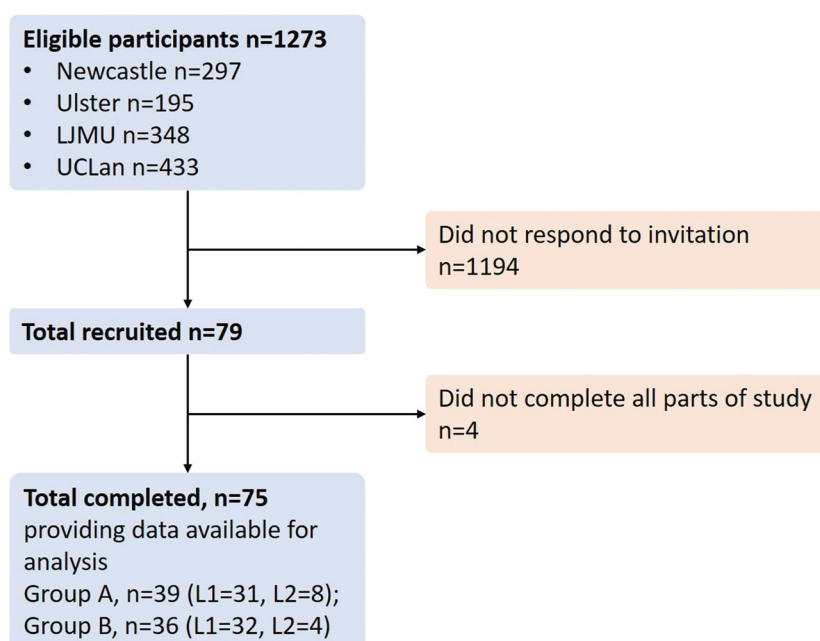 Eligible participants n=1273
• Newcastle n=297
• Ulster n=195
• LJMU n=348
• UCLan n=433
Did not respond to invitation
n=1194
Total recruited n=79
Did not complete all parts of study
n=4
Total completed, n=75
providing data available for
analysis
Group A, n=39 (L1=31, L2=8);
Group B, n=36 (L1=32, L2=4)